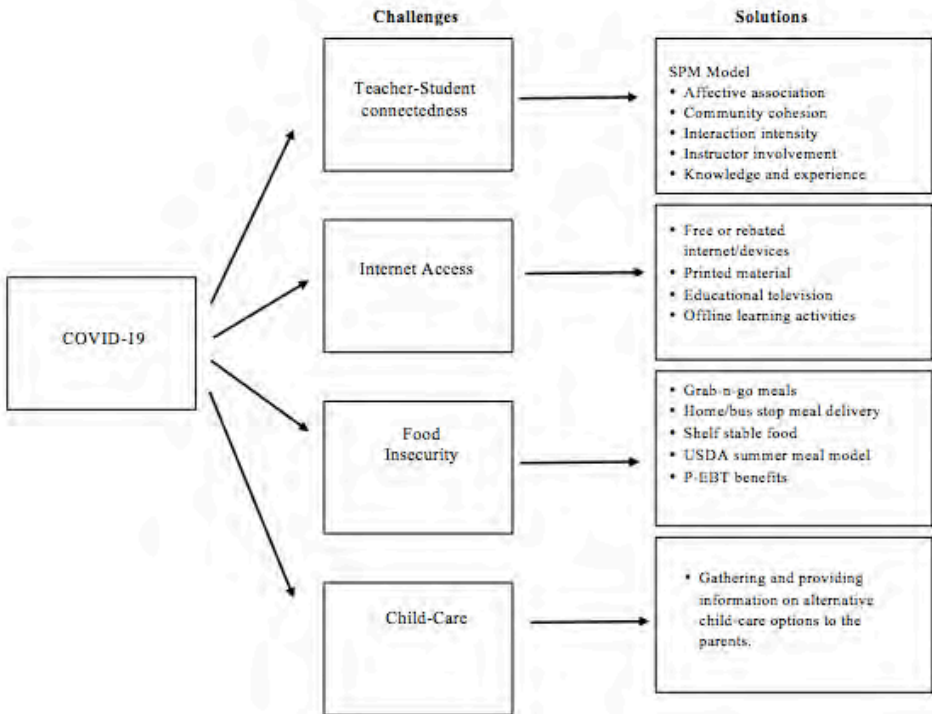 Challenges
Solutions
COVID-19
Teacher-Student
connectedness
SPM Model
• Affective association
• Community cohesion
• Interaction intensity
• Instructor involvement
• Knowledge and experience
Internet Access
• Free or rebated
internet/devices
• Printed material
• Educational television
• Offline learning activities
Food
Insecurity
• Grab-n-go meals
• Home/bus stop meal delivery
• Shelf stable food
• USDA summer meal model
• P-EBT benefits
Child-Care
• Gathering and providing
information on alternative
child-care options to the
parents.